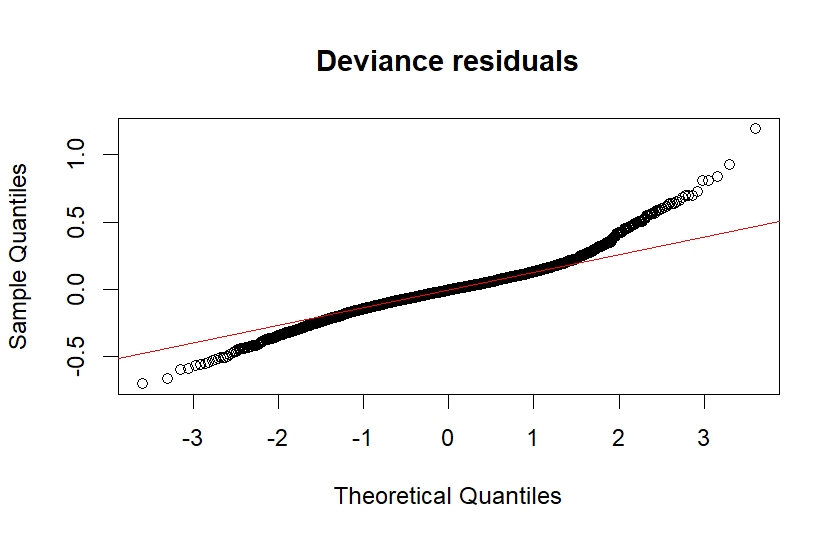 Deviance residuals
Sample Quantiles
1.0
0.5
0.0
-0.5
-3 -2 -1 0 1 2 3
Theoretical Quantiles